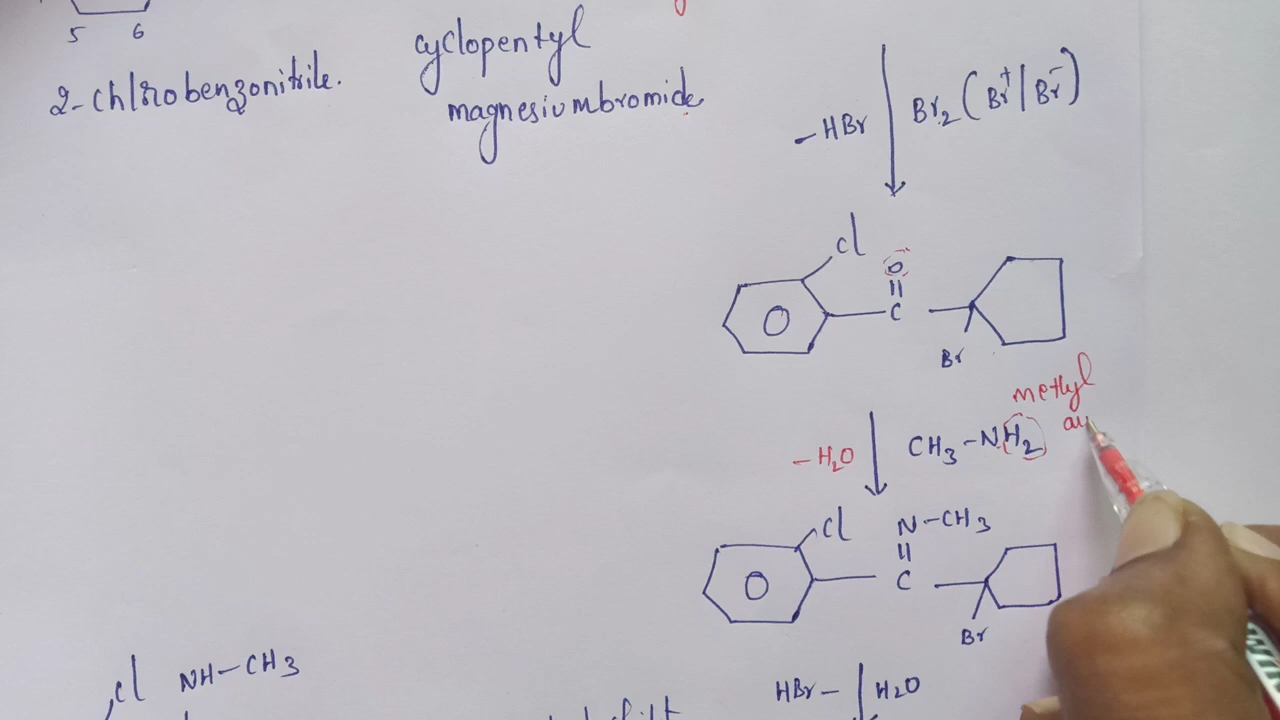 5 6
2-chlrobenzonitrile.
cyclopentyl
magnesiumbromide
-HBr
Br2 (Br+/Br-)
Cl
O
C
Br
methyl
-H2O
CH3-NH2
Cl
N-CH3
C
Br
HBr-
H2O
Cl NH-CH3